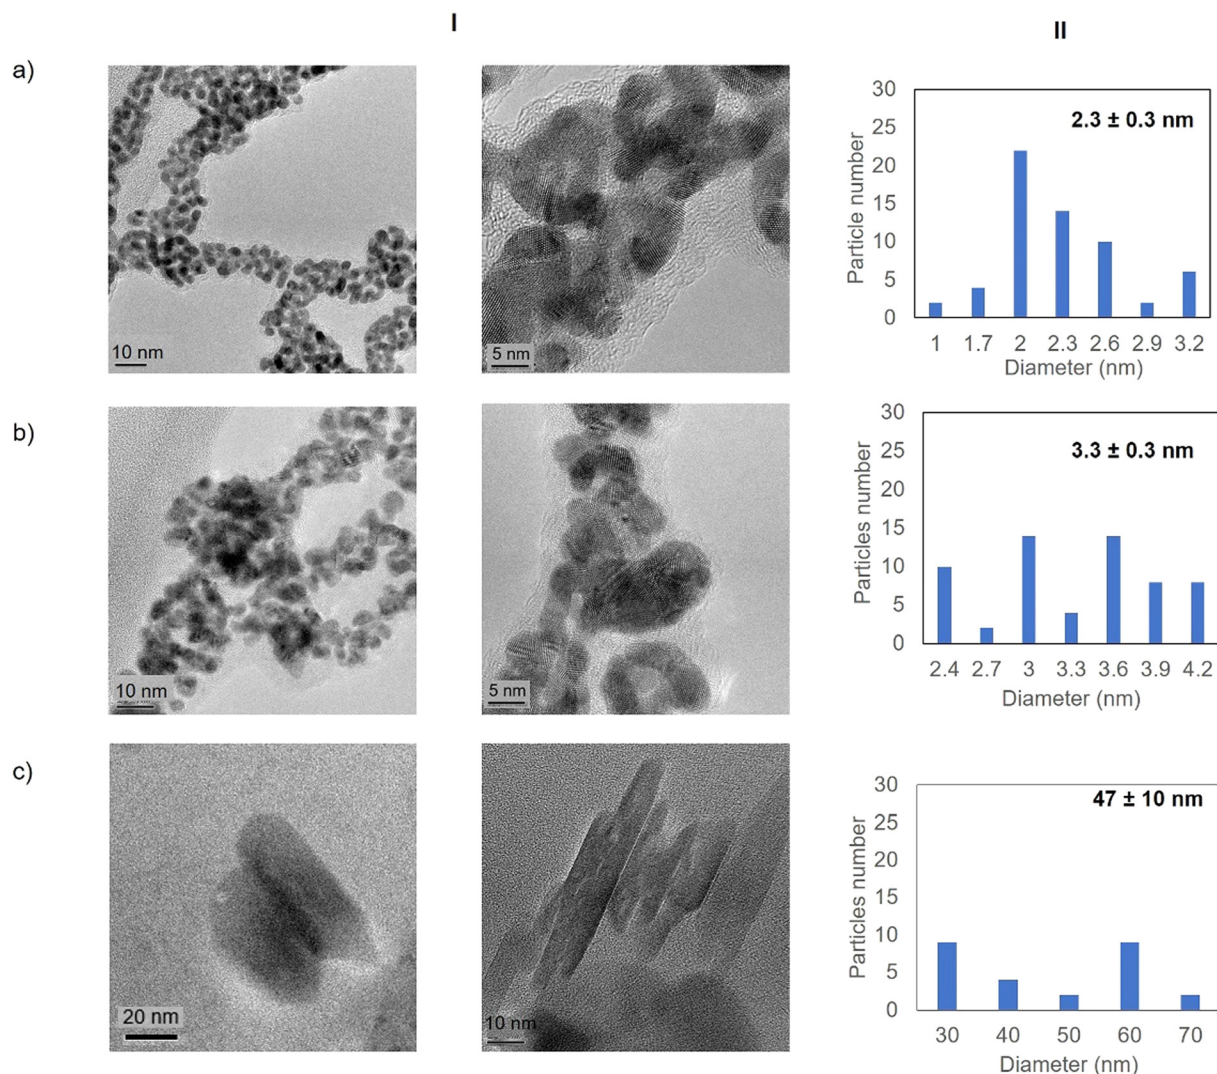 I
II
a)
10 nm
5 nm
2.3 ± 0.3 nm
Particle number
30
25
20
15
10
5
0
1 1.7 2 2.3 2.6 2.9 3.2
Diameter (nm)
b)
10 nm
5 nm
3.3 ± 0.3 nm
Particles number
30
25
20
15
10
5
0
2.4 2.7 3 3.3 3.6 3.9 4.2
Diameter (nm)
c)
20 nm
10 nm
47 ± 10 nm
Particles number
30
25
20
15
10
5
0
30 40 50 60 70
Diameter (nm)